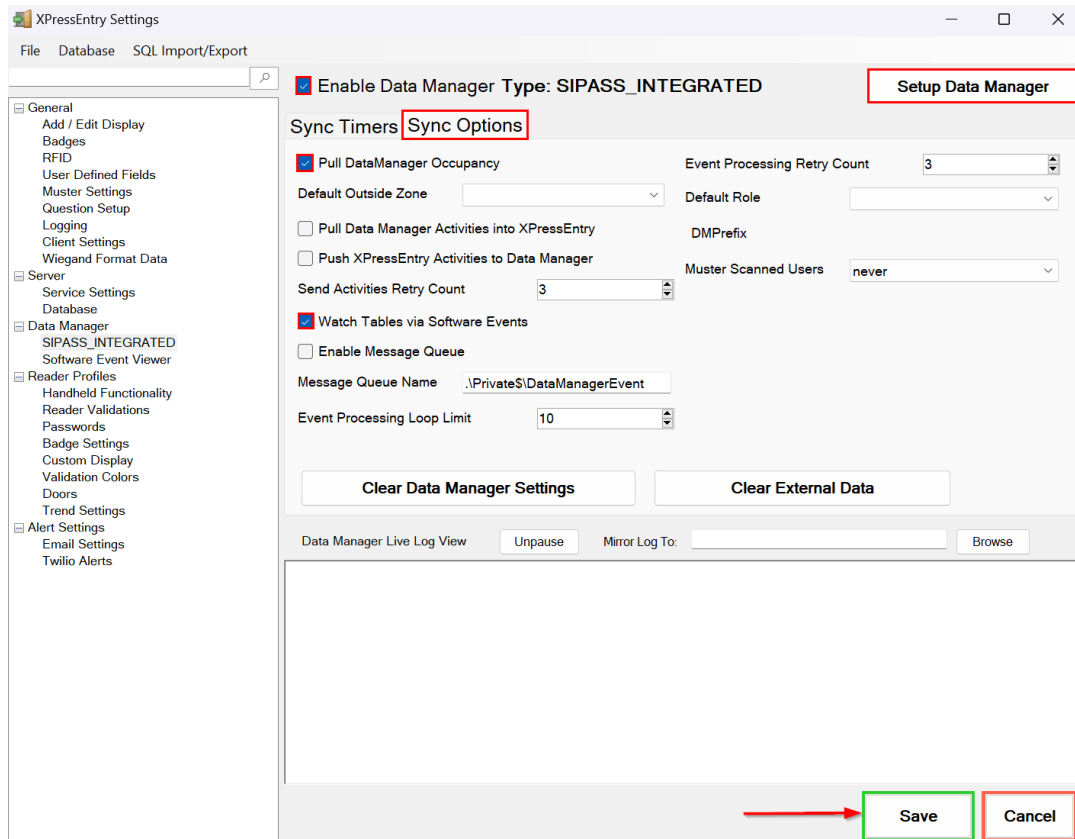 XPressEntry Settings
File Database SQL Import/Export
General
Add / Edit Display
Badges
RFID
User Defined Fields
Muster Settings
Question Setup
Logging
Client Settings
Wiegand Format Data
Server
Service Settings
Database
Data Manager
SIPASS_INTEGRATED
Software Event Viewer
Reader Profiles
Handheld Functionality
Reader Validations
Passwords
Badge Settings
Custom Display
Validation Colors
Doors
Trend Settings
Alert Settings
Email Settings
Twilio Alerts
Enable Data Manager Type: SIPASS_INTEGRATED
Setup Data Manager
Sync Timers Sync Options
Pull DataManager Occupancy
Default Outside Zone
Pull Data Manager Activities into XPressEntry
Push XPressEntry Activities to Data Manager
Send Activities Retry Count 3
Watch Tables via Software Events
Enable Message Queue
Message Queue Name .\Private$\DataManagerEvent
Event Processing Loop Limit 10
Event Processing Retry Count 3
Default Role
DMPrefix
Muster Scanned Users never
Clear Data Manager Settings Clear External Data
Data Manager Live Log View Unpause Mirror Log To: Browse
Save Cancel